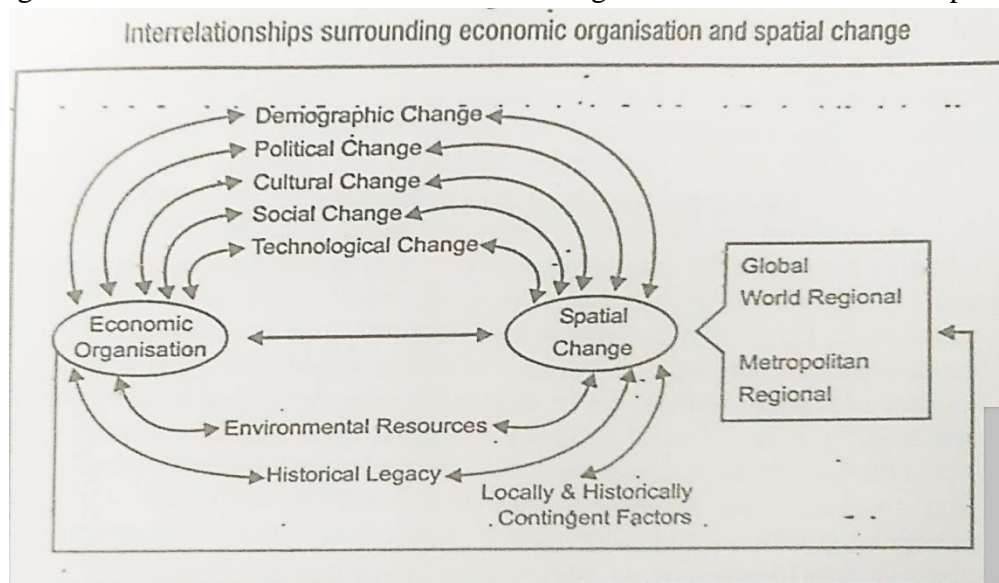 Interrelationships surrounding economic organisation and spatial change
Demographic Change
Political Change
Cultural Change
Social Change
Technological Change
Economic
Organisation
Spatial
Change
Global
World Regional
Metropolitan
Regional
Environmental Resources
Historical Legacy
Locally & Historically
Contingent Factors